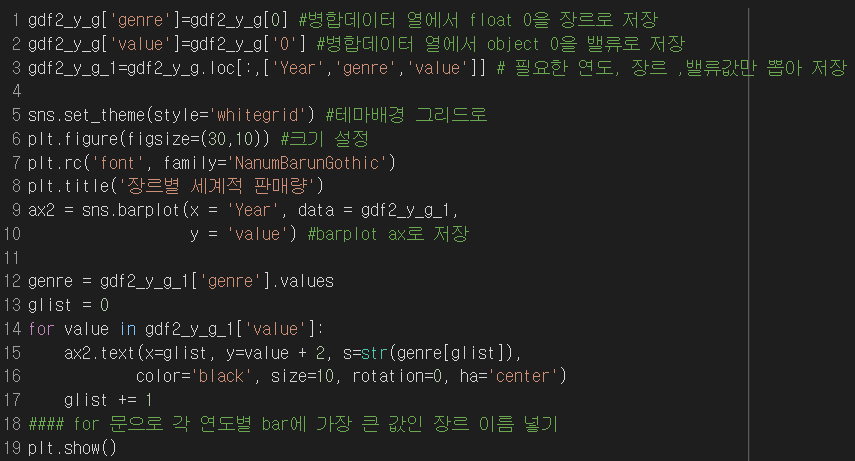 1 gdf2_y_g['genre']=gdf2_y_g[0] #병합데이터 열에서 float 0을 장르로 저장
2 gdf2_y_g['value']=gdf2_y_g['0'] #병합데이터 열에서 object 0을 밸류로 저장
3 gdf2_y_g_1=gdf2_y_g.loc[:,['Year','genre','value']] # 필요한 연도, 장르 ,밸류값만 뽑아 저장
4
5 sns.set_theme(style='whitegrid') #테마배경 그리드로
6 plt.figure(figsize=(30,10)) #크기 설정
7 plt.rc('font', family='NanumBarunGothic')
8 plt.title('장르별 세계적 판매량')
9 ax2 = sns.barplot(x = 'Year', data = gdf2_y_g_1,
10                   y = 'value') #barplot ax로 저장
11
12 genre = gdf2_y_g_1['genre'].values
13 glist = 0
14 for value in gdf2_y_g_1['value']:
15     ax2.text(x=glist, y=value + 2, s=str(genre[glist]),
16             color='black', size=10, rotation=0, ha='center')
17     glist += 1
18 #### for 문으로 각 연도별 bar에 가장 큰 값인 장르 이름 넣기
19 plt.show()